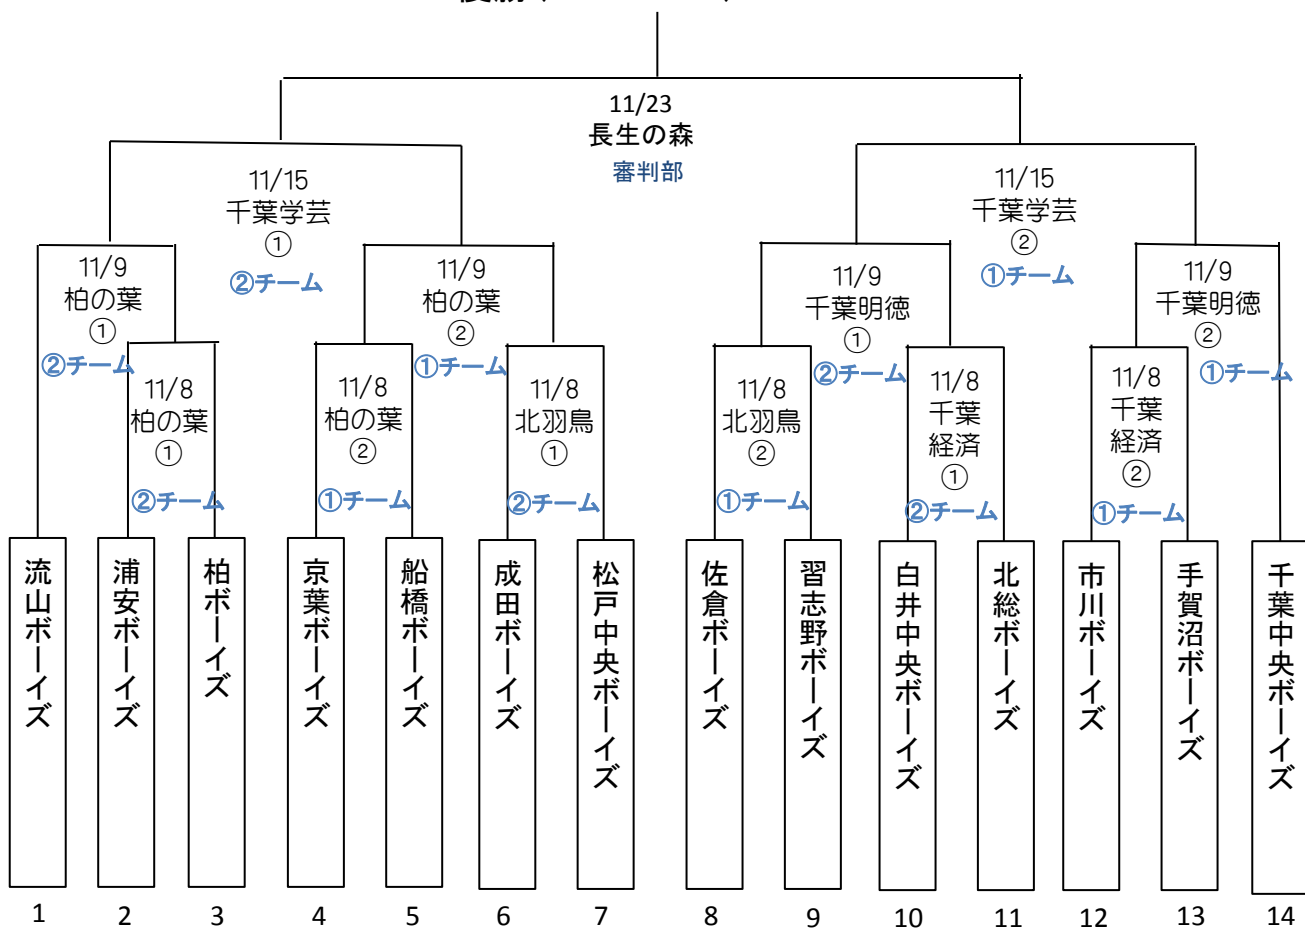 11/23
長生の森
審判部
11/15
千葉学芸
①
②チーム
11/15
千葉学芸
②
①チーム
11/9
柏の葉
①
②チーム
11/9
柏の葉
②
①チーム
11/9
千葉明徳
①
②チーム
11/9
千葉明徳
②
①チーム
11/8
柏の葉
①
②チーム
11/8
柏の葉
②
①チーム
11/8
北羽鳥
①
②チーム
11/8
北羽鳥
②
①チーム
11/8
千葉
経済
①
②チーム
11/8
千葉
経済
②
①チーム
流山ボーイズ
浦安ボーイズ
柏ボーイズ
京葉ボーイズ
船橋ボーイズ
成田ボーイズ
松戸中央ボーイズ
佐倉ボーイズ
習志野ボーイズ
白井中央ボーイズ
北総ボーイズ
市川ボーイズ
手賀沼ボーイズ
千葉中央ボーイズ
1 2 3 4 5 6 7 8 9 10 11 12 13 14